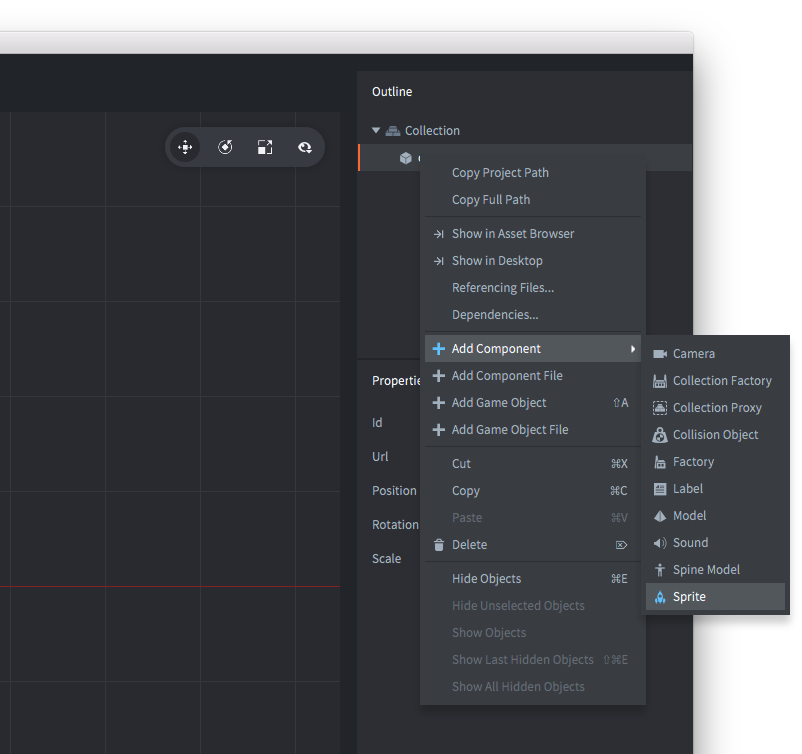 Outline
Collection
Copy Project Path
Copy Full Path
Show in Asset Browser
Show in Desktop
Referencing Files...
Dependencies...
Add Component
Add Component File
Add Game Object ⇧A
Add Game Object File
Cut ⌘X
Copy ⌘C
Paste ⌘V
Delete ⌦
Hide Objects ⌘E
Hide Unselected Objects
Show Objects
Show Last Hidden Objects ⇧⌘E
Show All Hidden Objects
Camera
Collection Factory
Collection Proxy
Collision Object
Factory
Label
Model
Sound
Spine Model
Sprite
Id
Url
Position
Rotation
Scale